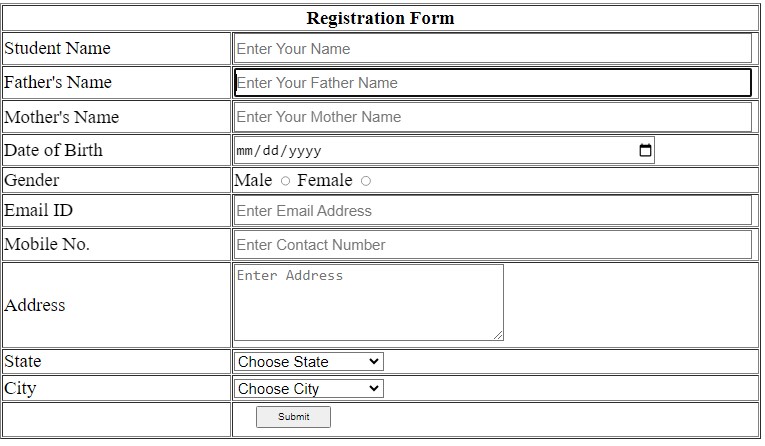 Registration Form
Student Name Enter Your Name
Father's Name Enter Your Father Name
Mother's Name Enter Your Mother Name
Date of Birth mm/dd/yyyy
Gender Male Female
Email ID Enter Email Address
Mobile No. Enter Contact Number
Address Enter Address
State Choose State
City Choose City
Submit